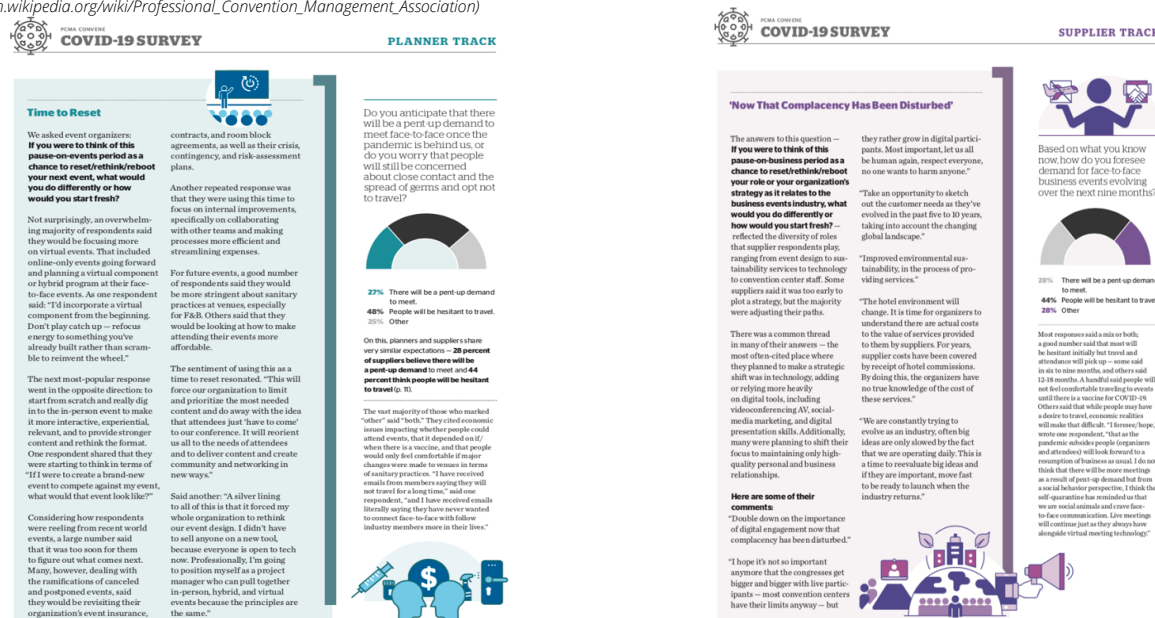 n.wikipedia.org/wiki/Professional_Convention_Management_Association)
PCMA CONVENE
COVID-19 SURVEY
PLANNER TRACK
Time to Reset
We asked event organizers:
If you were to think of this
pause-on-events period as a
chance to reset/rethink/reboot
your next event, what would
you do differently or how
would you start fresh?
Not surprisingly, an overwhelm-
ing majority of respondents said
they would be focusing more
on virtual events. That included
online-only events going forward
and planning a virtual component
or hybrid program at their face-
to-face events. As one respondent
said: “I’d incorporate a virtual
component from the beginning.
Don’t play catch up — refocus
energy to something you’ve
already built rather than scram-
ble to reinvent the wheel.”
The next most-popular response
went in the opposite direction: to
start from scratch and really dig
in to the in-person event to make
it more interactive, experiential,
relevant, and to provide stronger
content and rethink the format.
One respondent shared that they
were starting to think in terms of
“If I were to create a brand-new
event to compete against my event,
what would that event look like?”
Considering how respondents
were reeling from recent world
events, a large number said
that it was too soon for them
to figure out what comes next.
Many, however, dealing with
the ramifications of canceled
and postponed events, said
they would be revisiting their
organization’s event insurance,
contracts, and room block
agreements, as well as their crisis,
contingency, and risk-assessment
plans.
Another repeated response was
that they were using this time to
focus on internal improvements,
specifically on collaborating
with other teams and making
processes more efficient and
streamlining expenses.
For future events, a good number
of respondents said they would
be more stringent about sanitary
practices at venues, especially
for F&B. Others said that they
would be looking at how to make
attending their events more
affordable.
The sentiment of using this as a
time to reset resonated. “This will
force our organization to limit
and prioritize the most needed
content and do away with the idea
that attendees just ‘have to come’
to our conference. It will reorient
us all to the needs of attendees
and to deliver content and create
community and networking in
new ways.”
Said another: “A silver lining
to all of this is that it forced my
whole organization to rethink
our event design. I didn’t have
to sell anyone on a new tool,
because everyone is open to tech
now. Professionally, I’m going
to position myself as a project
manager who can pull together
in-person, hybrid, and virtual
events because the principles are
the same.”
Do you anticipate that there
will be a pent-up demand to
meet face-to-face once the
pandemic is behind us, or
do you worry that people
will still be concerned
about close contact and the
spread of germs and opt not
to travel?
27% There will be a pent-up demand
to meet.
48% People will be hesitant to travel.
25% Other
On this, planners and suppliers share
very similar expectations — 28 percent
of suppliers believe there will be
a pent-up demand to meet and 44
percent think people will be hesitant
to travel (p. 11).
The vast majority of those who marked
“other” said “both.” They cited economic
issues impacting whether people could
attend events, that it depended on if/
when there is a vaccine, and that people
would only feel comfortable if major
changes were made to venues in terms
of sanitary practices. “I have received
emails from members saying they will
not travel for a long time,” said one
respondent, “and I have received emails
literally saying they have never wanted
to connect face-to-face with follow
industry members more in their lives.”
$
PCMA CONVENE
COVID-19 SURVEY
SUPPLIER TRACK
‘Now That Complacency Has Been Disturbed’
The answers to this question —
If you were to think of this
pause-on-business period as a
chance to reset/rethink/reboot
your role or your organization’s
strategy as it relates to the
business events industry, what
would you do differently or
how would you start fresh? —
reflected the diversity of roles
that supplier respondents play,
ranging from event design to sus-
tainability services to technology
to convention center staff. Some
suppliers said it was too early to
plot a strategy, but the majority
were adjusting their paths.
There was a common thread
in many of their answers — the
most-often-cited place where
they planned to make a strategic
shift was in technology, adding
or relying more heavily
on digital tools, including
videoconferencing AV, social-
media marketing, and digital
presentation skills. Additionally,
many were planning to shift their
focus to maintaining only high-
quality personal and business
relationships.
Here are some of their
comments:
“Double down on the importance
of digital engagement now that
complacency has been disturbed.”
“I hope it’s not so important
anymore that the congresses get
bigger and bigger with live partic-
ipants — most convention centers
have their limits anyway — but
they rather grow in digital partici-
pants. Most important, let us all
be human again, respect everyone,
no one wants to harm anyone.”
“Take an opportunity to sketch
out the customer needs as they’ve
evolved in the past five to 10 years,
taking into account the changing
global landscape.”
“Improved environmental sus-
tainability, in the process of pro-
viding services.”
“The hotel environment will
change. It is time for organizers to
understand there are actual costs
to the value of services provided
to them by suppliers. For years,
supplier costs have been covered
by receipt of hotel commissions.
By doing this, the organizers have
no true knowledge of the cost of
these services.”
“We are constantly trying to
evolve as an industry, often big
ideas are only slowed by the fact
that we are operating daily. This is
a time to reevaluate big ideas and
if they are important, move fast
to be ready to launch when the
industry returns.”
Based on what you know
now, how do you foresee
demand for face-to-face
business events evolving
over the next nine months?
28% There will be a pent-up deman
to meet.
44% People will be hesitant to trave
28% Other
Most responses said a mix or both;
a good number said that most will
be hesitant initially but travel and
attendance will pick up — some said
in six to nine months, and others said
12-18 months. A handful said people will
not feel comfortable traveling to events
until there is a vaccine for COVID-19.
Others said that while people may have
a desire to travel, economic realities
will make that difficult. “I foresee/hope,
wrote one respondent, “that as the
pandemic subsides people (organizers
and attendees) will look forward to a
resumption of business as usual. I do not
think that there will be more meetings
as a result of pent-up demand but from
a social behavior perspective, I think the
self-quarantine has reminded us that
we are social animals and crave face-
to-face communication. Live meetings
will continue just as they always have
alongside virtual meeting technology.”